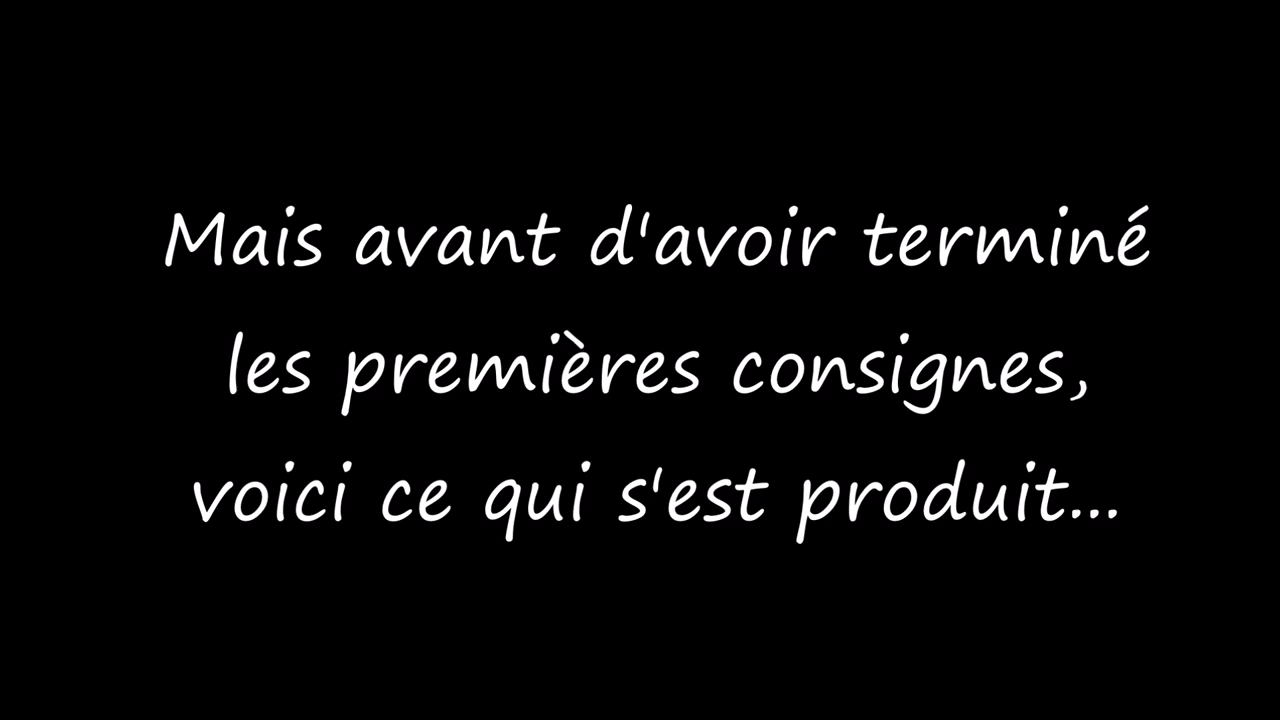 Mais avant d'avoir terminé
les premières consignes,
voici ce qui s'est produit...